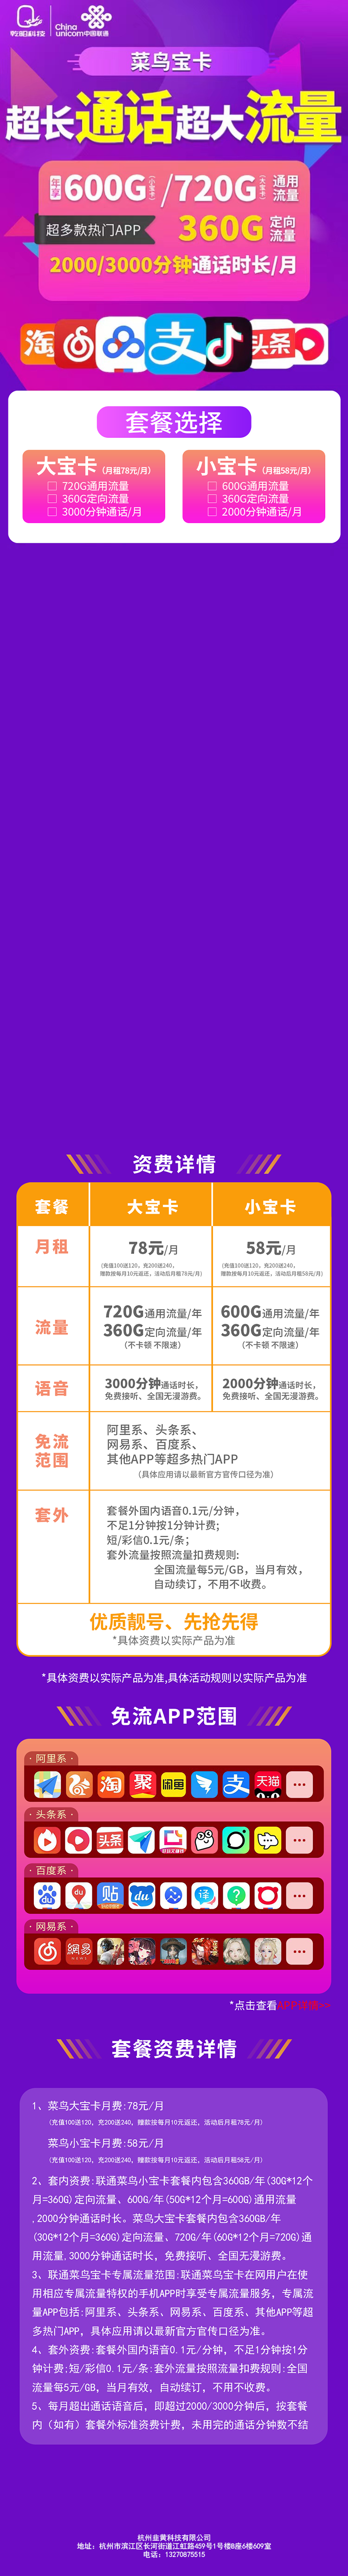 乾昭科技
China
unicom中国联通
菜鸟宝卡
超长通话超大流量
年享600G(小宝卡)/720G(大宝卡)通用流量
超多款热门APP 360G定向流量
2000/3000分钟通话时长/月
淘
支
头条
套餐选择
大宝卡(月租78元/月)
720G通用流量
360G定向流量
3000分钟通话/月
小宝卡(月租58元/月)
600G通用流量
360G定向流量
2000分钟通话/月
资费详情
套餐 大宝卡 小宝卡
月租
78元/月
(充值100送120，充200送240，
赠款按每月10元返还，活动后月租78元/月)
58元/月
(充值100送120，充200送240，
赠款按每月10元返还，活动后月租58元/月)
流量
720G通用流量/年
360G定向流量/年
(不卡顿 不限速)
600G通用流量/年
360G定向流量/年
(不卡顿 不限速)
语音
3000分钟通话时长，
免费接听、全国无漫游费。
2000分钟通话时长，
免费接听、全国无漫游费。
免流
范围
阿里系、头条系、
网易系、百度系、
其他APP等超多热门APP
(具体应用请以最新官方官传口径为准)
套外
套餐外国内语音0.1元/分钟，
不足1分钟按1分钟计费；
短/彩信0.1元/条；
套外流量按照流量扣费规则:
全国流量每5元/GB，当月有效，
自动续订，不用不收费。
优质靓号、先抢先得
*具体资费以实际产品为准
*具体资费以实际产品为准,具体活动规则以实际产品为准
免流APP范围
· 阿里系 ·
淘
聚
闲鱼
支
天猫
· 头条系 ·
头条
· 百度系 ·
du
du
贴
du
译
· 网易系 ·
網易
NEWS
*点击查看APP详情>>
套餐资费详情
1、菜鸟大宝卡月费:78元/月
(充值100送120，充200送240，赠款按每月10元返还，活动后月租78元/月)
菜鸟小宝卡月费:58元/月
(充值100送120，充200送240，赠款按每月10元返还，活动后月租58元/月)
2、套内资费:联通菜鸟小宝卡套餐内包含360GB/年(30G*12个
月=360G)定向流量、600G/年(50G*12个月=600G)通用流量
,2000分钟通话时长。菜鸟大宝卡套餐内包含360GB/年
(30G*12个月=360G)定向流量、720G/年(60G*12个月=720G)通
用流量,3000分钟通话时长，免费接听、全国无漫游费。
3、联通菜鸟宝卡专属流量范围:联通菜鸟宝卡在网用户在使
用相应专属流量特权的手机APP时享受专属流量服务，专属流
量APP包括:阿里系、头条系、网易系、百度系、其他APP等超
多热门APP，具体应用请以最新官方官传口径为准。
4、套外资费:套餐外国内语音0.1元/分钟，不足1分钟按1分
钟计费;短/彩信0.1元/条:套外流量按照流量扣费规则:全国
流量每5元/GB，当月有效，自动续订，不用不收费。
5、每月超出通话语音后，即超过2000/3000分钟后，按套餐
内（如有）套餐外标准资费计费，未用完的通话分钟数不结
杭州韭黄科技有限公司
地址：杭州市滨江区长河街道江虹路459号1号楼B座6楼609室
电话：13270875515